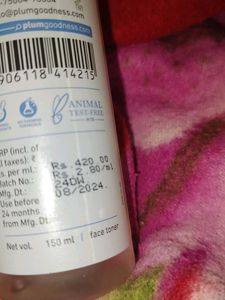 o@plumgoodness.com
plumgoodness.com
906118 414215
ANIMAL
TEST-FREE
RP (incl. of
l taxes): ₹ Rs. 420.00
s. per ml.: Rs. 2.80/ml
Batch No.: 24DW
Mfg. Dt.: 08/2024.
Use before
24 months
from Mfg. Dt.
Net vol. 150 ml face toner